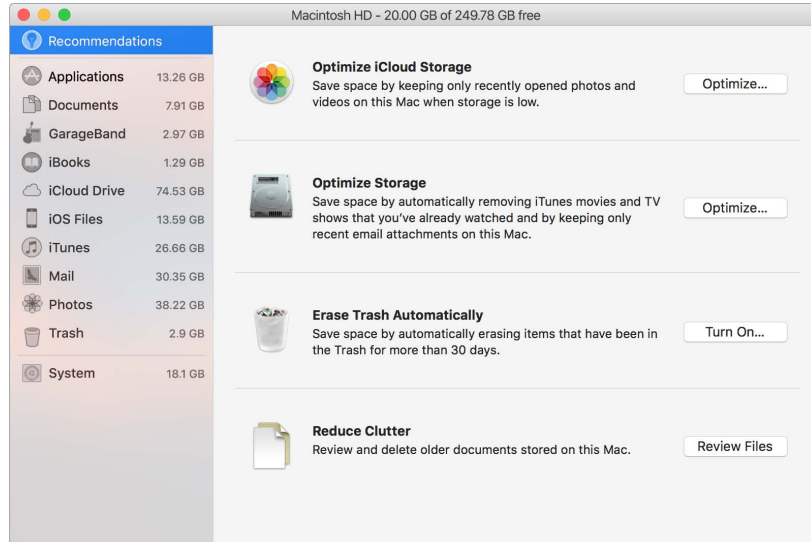 Macintosh HD - 20.00 GB of 249.78 GB free
Recommendations
Applications 13.26 GB
Documents 7.91 GB
GarageBand 2.97 GB
iBooks 1.29 GB
iCloud Drive 74.53 GB
iOS Files 13.59 GB
iTunes 26.66 GB
Mail 30.35 GB
Photos 38.22 GB
Trash 2.9 GB
System 18.1 GB
Optimize iCloud Storage
Save space by keeping only recently opened photos and
videos on this Mac when storage is low.
Optimize...
Optimize Storage
Save space by automatically removing iTunes movies and TV
shows that you've already watched and by keeping only
recent email attachments on this Mac.
Optimize...
Erase Trash Automatically
Save space by automatically erasing items that have been in
the Trash for more than 30 days.
Turn On...
Reduce Clutter
Review and delete older documents stored on this Mac.
Review Files